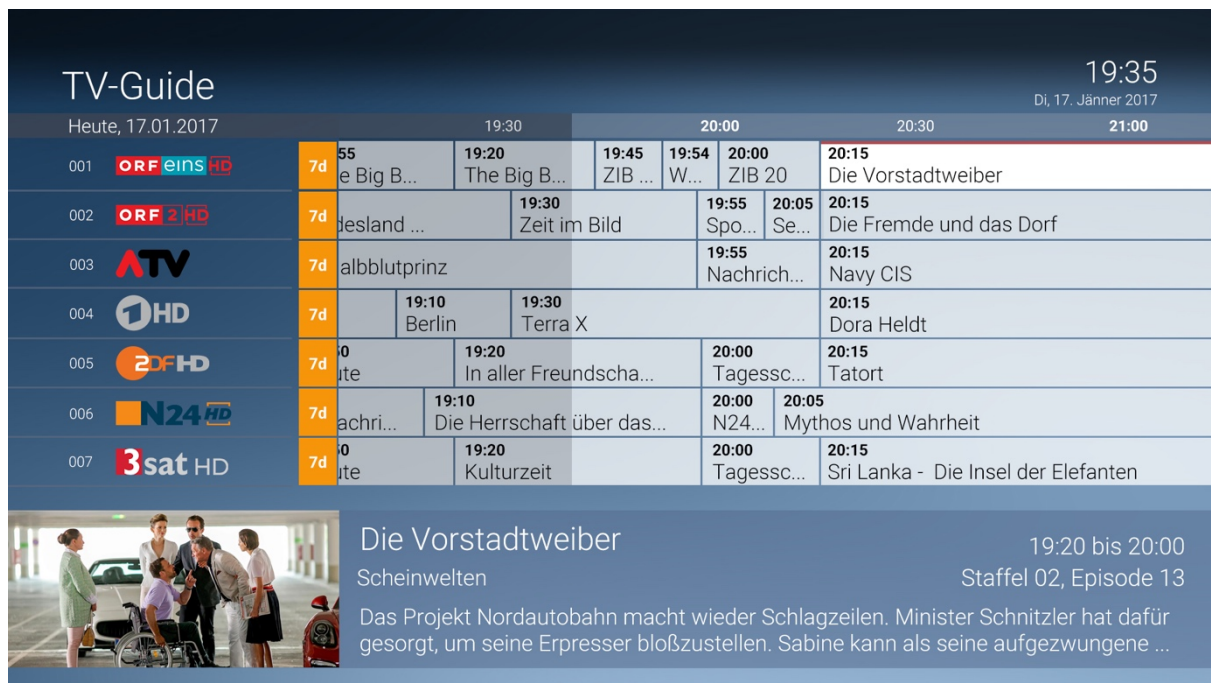 TV-Guide
19:35
Di, 17. Jänner 2017
Heute, 17.01.2017 19:30 20:00 20:30 21:00
55 19:20 19:45 19:54 20:00 20:15
001 ORF eins HD 7d e Big B... The Big B... ZIB ... W... ZIB 20 Die Vorstadtweiber
19:30 19:55 20:05 20:15
002 ORF 2 HD 7d desland ... Zeit im Bild Spo... Se... Die Fremde und das Dorf
19:55 20:15
003 ATV 7d albblutprinz Nachrich... Navy CIS
19:10 19:30 20:15
004 1 HD 7d Berlin Terra X Dora Heldt
0 19:20 20:00 20:15
005 2DF HD 7d ute In aller Freundscha... Tagessc... Tatort
19:10 20:00 20:05
006 N24 HD 7d achri... Die Herrschaft über das... N24... Mythos und Wahrheit
0 19:20 20:00 20:15
007 3sat HD 7d ute Kulturzeit Tagessc... Sri Lanka - Die Insel der Elefanten
Die Vorstadtweiber
19:20 bis 20:00
Scheinwelten
Staffel 02, Episode 13
Das Projekt Nordautobahn macht wieder Schlagzeilen. Minister Schnitzler hat dafür
gesorgt, um seine Erpresser bloßzustellen. Sabine kann als seine aufgezwungene ...